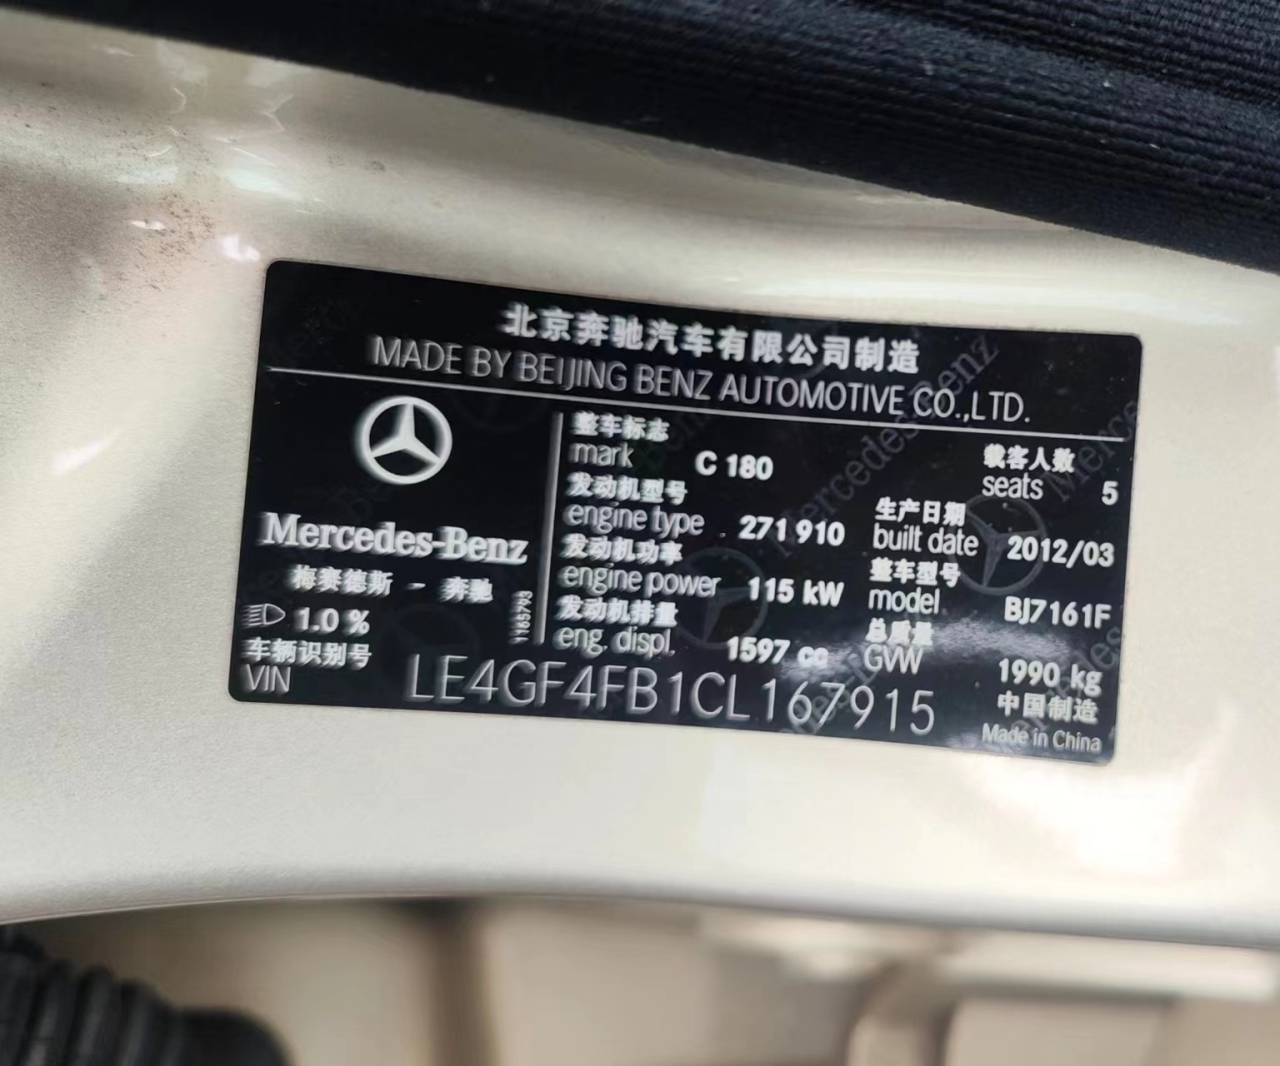 北京奔驰汽车有限公司制造
MADE BY BEIJING BENZ AUTOMOTIVE CO.,LTD.
Mercedes-Benz
梅赛德斯 - 奔驰
1.0 %
1165793
整车标志
mark C 180
载客人数
seats 5
发动机型号
engine type 271 910
生产日期
built date 2012/03
发动机功率
engine power 115 kW
整车型号
model BJ7161F
发动机排量
eng. displ. 1597 cc
总质量
GVW 1990 kg
车辆识别号
VIN LE4GF4FB1CL167915
中国制造
Made in China